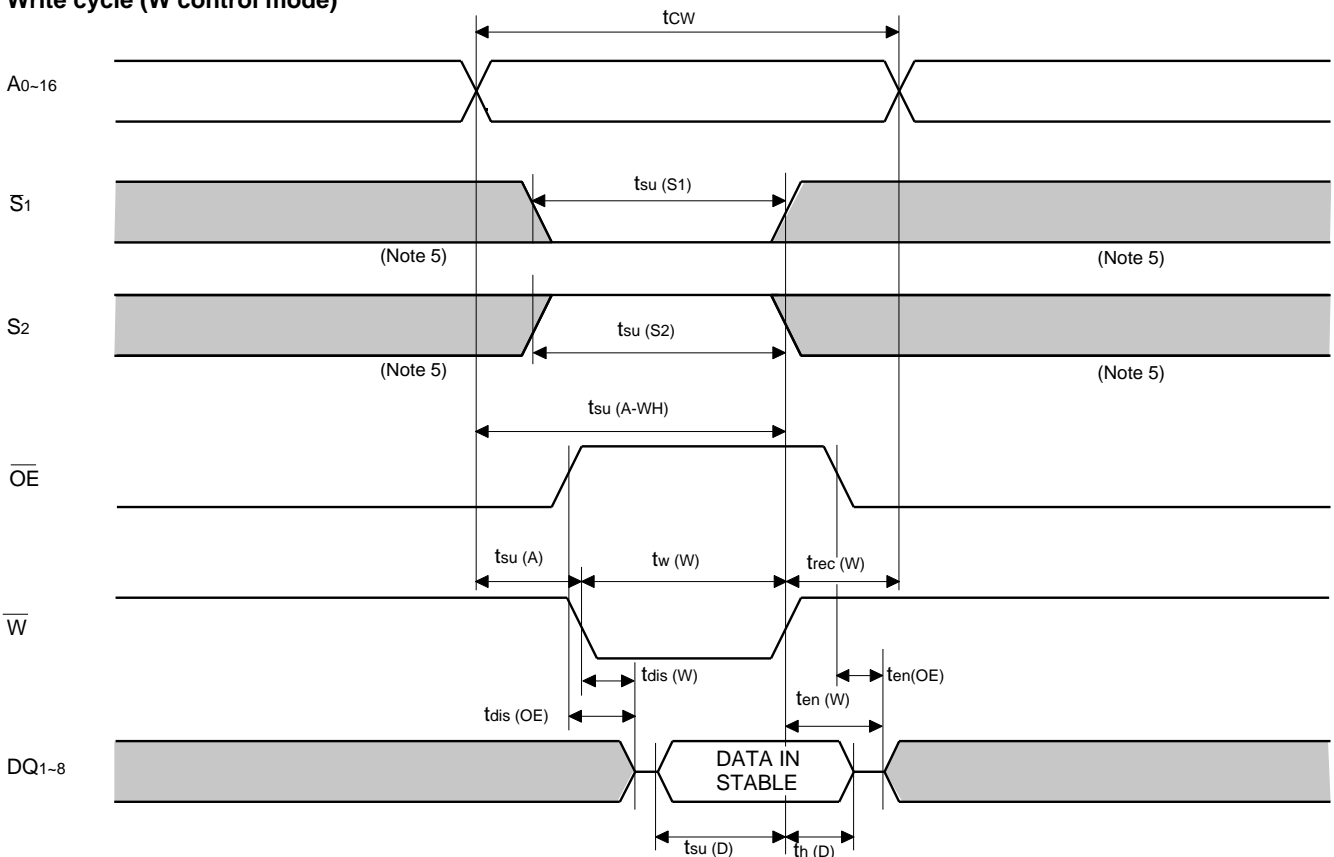 Write cycle (W control mode)
tCW
A0~16
S1
tsu (S1)
(Note 5)
(Note 5)
S2
tsu (S2)
(Note 5)
(Note 5)
tsu (A-WH)
OE
tsu (A)
tw (W)
trec (W)
W
tdis (W)
ten(OE)
tdis (OE)
ten (W)
DQ1~8
DATA IN
STABLE
tsu (D)
th (D)